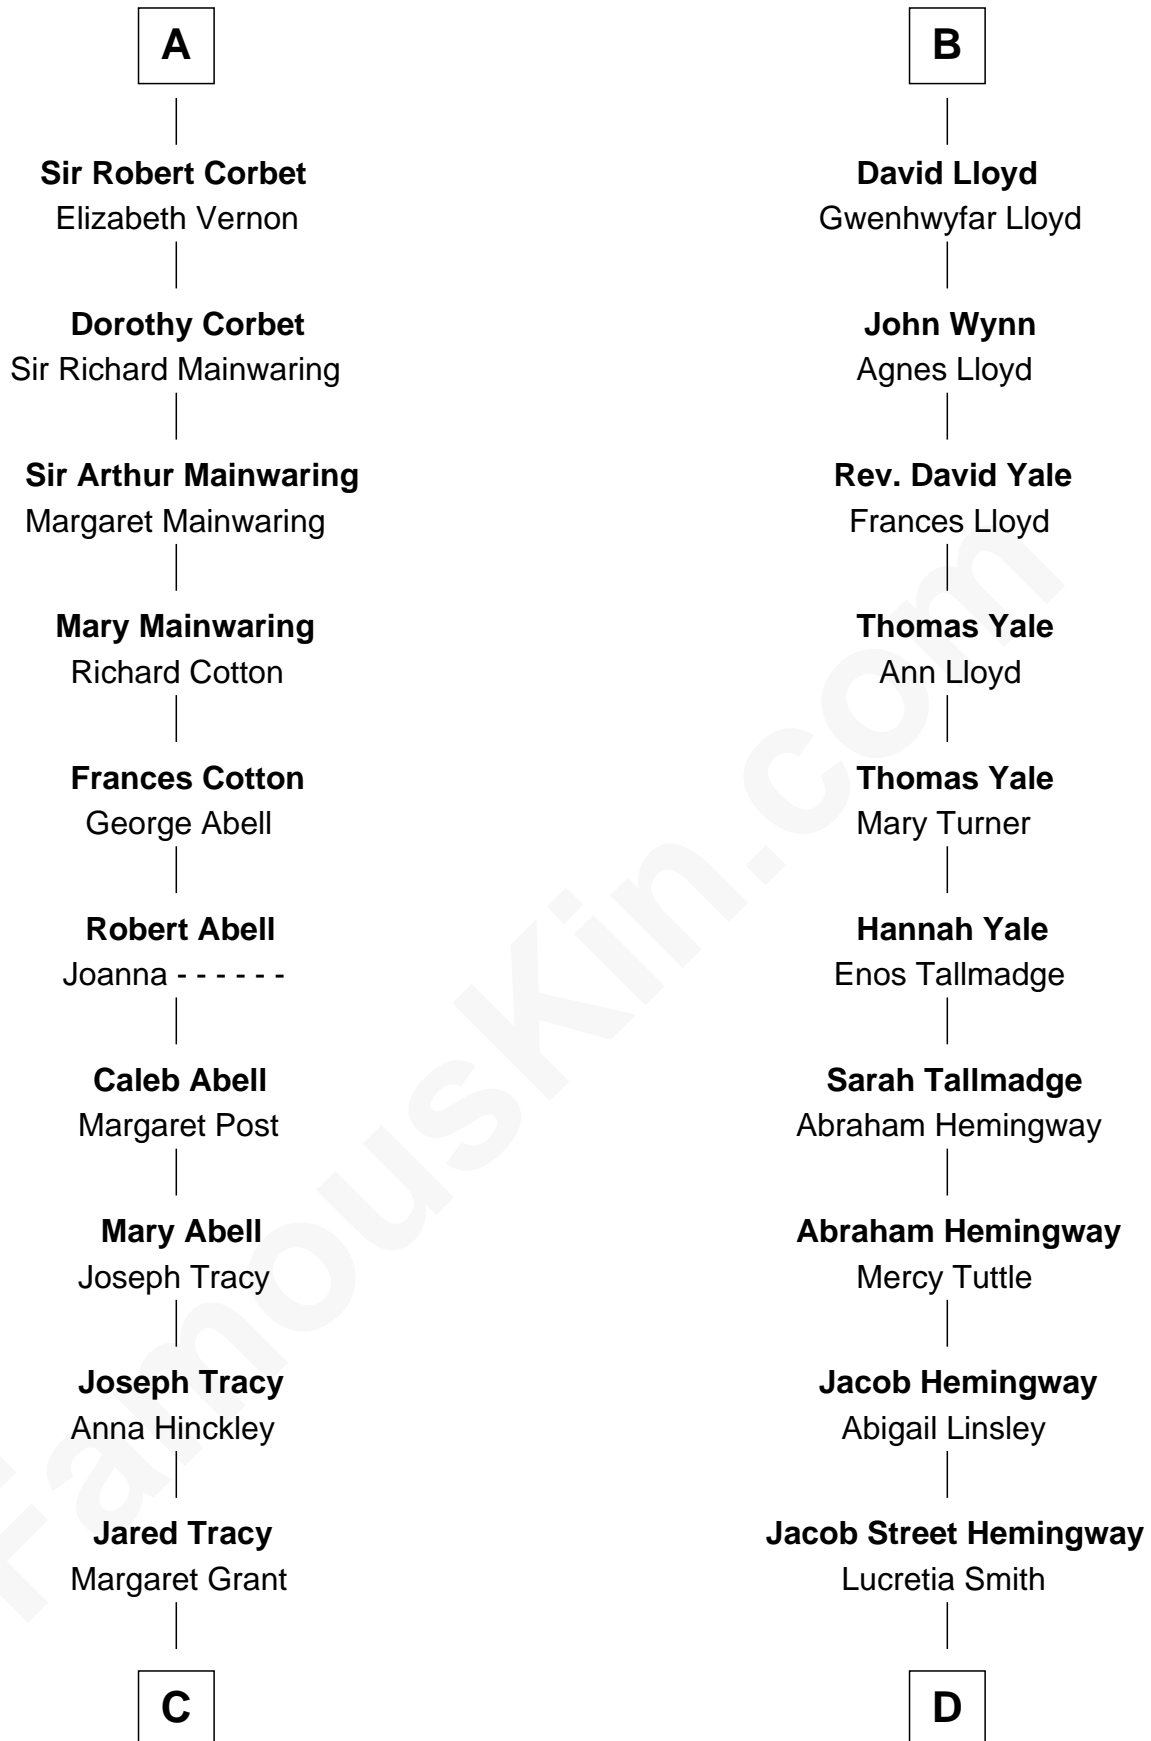 A
Sir Robert Corbet
Elizabeth Vernon
Dorothy Corbet
Sir Richard Mainwaring
Sir Arthur Mainwaring
Margaret Mainwaring
Mary Mainwaring
Richard Cotton
Frances Cotton
George Abell
Robert Abell
Joanna - - - - - -
Caleb Abell
Margaret Post
Mary Abell
Joseph Tracy
Joseph Tracy
Anna Hinckley
Jared Tracy
Margaret Grant
C
B
David Lloyd
Gwenhwyfar Lloyd
John Wynn
Agnes Lloyd
Rev. David Yale
Frances Lloyd
Thomas Yale
Ann Lloyd
Thomas Yale
Mary Turner
Hannah Yale
Enos Tallmadge
Sarah Tallmadge
Abraham Hemingway
Abraham Hemingway
Mercy Tuttle
Jacob Hemingway
Abigail Linsley
Jacob Street Hemingway
Lucretia Smith
D
FamousKin.com